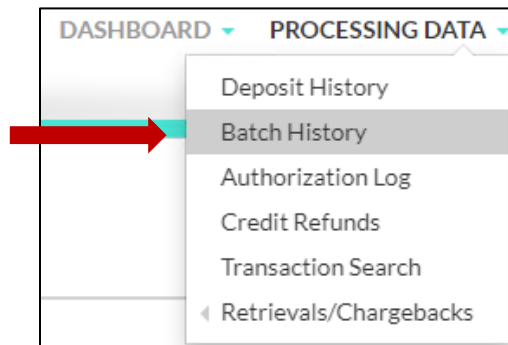 DASHBOARD PROCESSING DATA
Deposit History
Batch History
Authorization Log
Credit Refunds
Transaction Search
Retrievals/Chargebacks